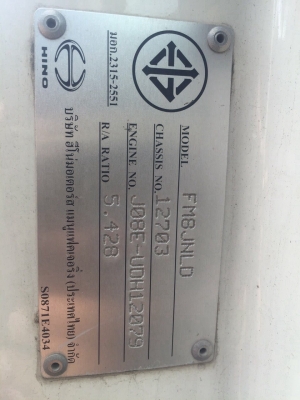 HINO
มอก.2315-2551
MODEL FM8JNLD
CHASSIS NO. 12703
ENGINE NO. J08E-UDH12079
R/A RATIO 5.428
บริษัท ฮีโน่มอเตอร์ส แมนูแฟคเจอริ่ง (ประเทศไทย) จำกัด
S0871E4034